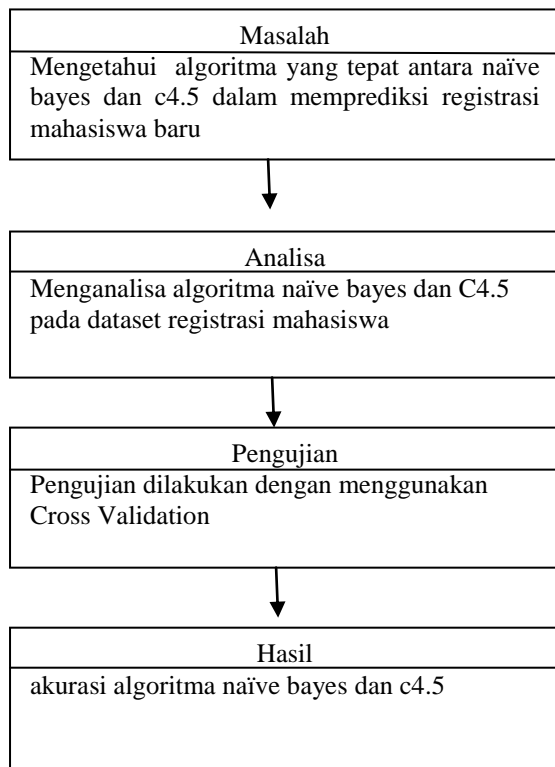 Masalah
Mengetahui algoritma yang tepat antara naïve
bayes dan c4.5 dalam memprediksi registrasi
mahasiswa baru
Analisa
Menganalisa algoritma naïve bayes dan C4.5
pada dataset registrasi mahasiswa
Pengujian
Pengujian dilakukan dengan menggunakan
Cross Validation
Hasil
akurasi algoritma naïve bayes dan c4.5